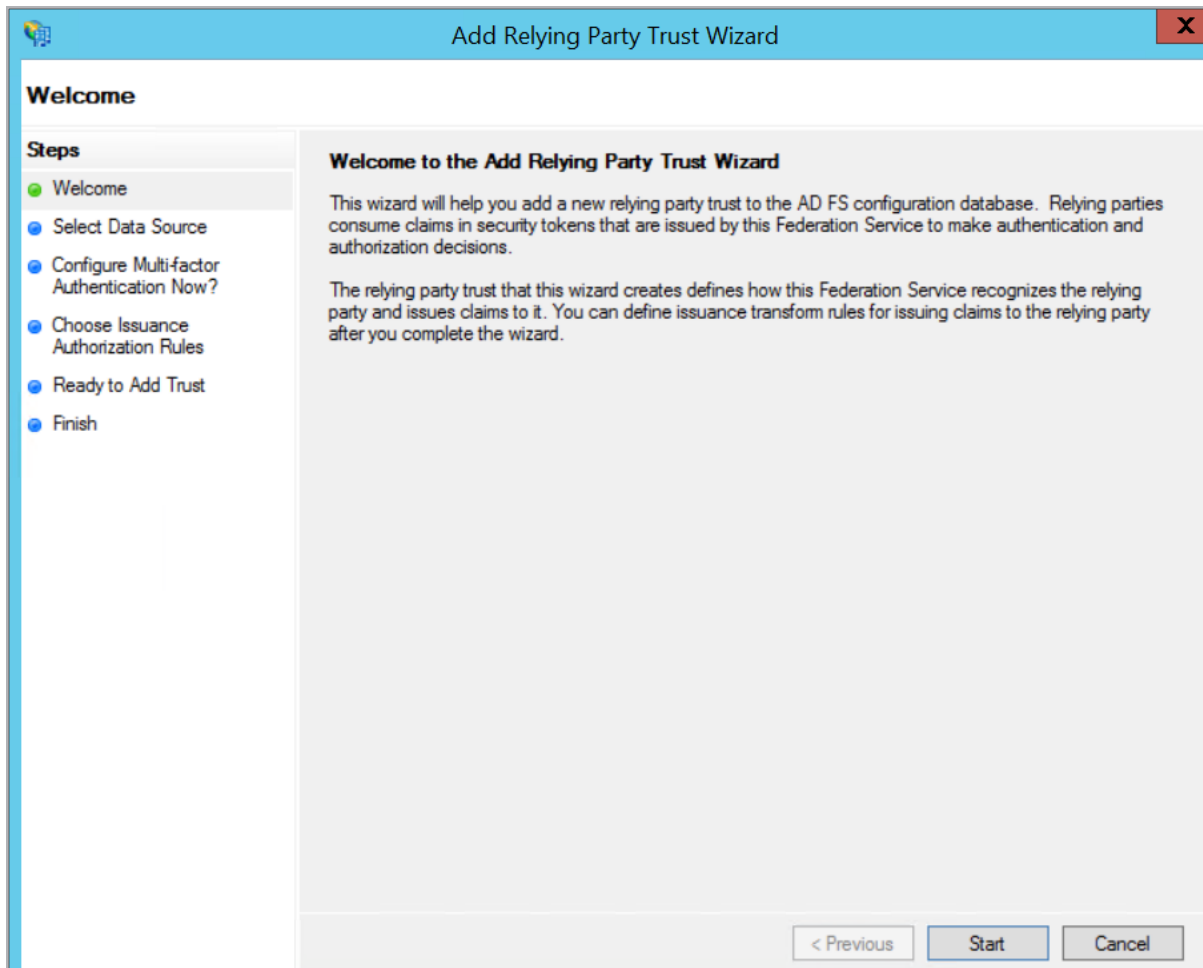 Add Relying Party Trust Wizard
X
Welcome
Steps
Welcome
Select Data Source
Configure Multi-factor
Authentication Now?
Choose Issuance
Authorization Rules
Ready to Add Trust
Finish
Welcome to the Add Relying Party Trust Wizard
This wizard will help you add a new relying party trust to the AD FS configuration database.  Relying parties
consume claims in security tokens that are issued by this Federation Service to make authentication and
authorization decisions.
The relying party trust that this wizard creates defines how this Federation Service recognizes the relying
party and issues claims to it. You can define issuance transform rules for issuing claims to the relying party
after you complete the wizard.
< Previous
Start
Cancel